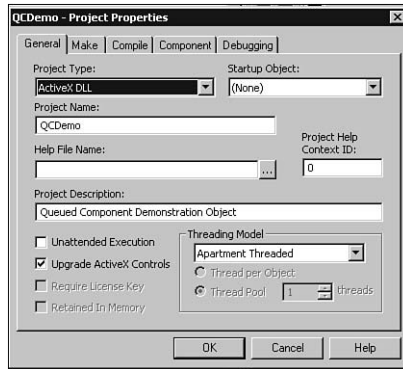 QCDemo - Project Properties
General Make Compile Component Debugging
Project Type:
Startup Object:
ActiveX DLL
(None)
Project Name:
QCDemo
Project Help
Context ID:
Help File Name:
...
0
Project Description:
Queued Component Demonstration Object
Unattended Execution
Upgrade ActiveX Controls
Require License Key
Retained In Memory
Threading Model
Apartment Threaded
Thread per Object
Thread Pool 1 threads
OK Cancel Help